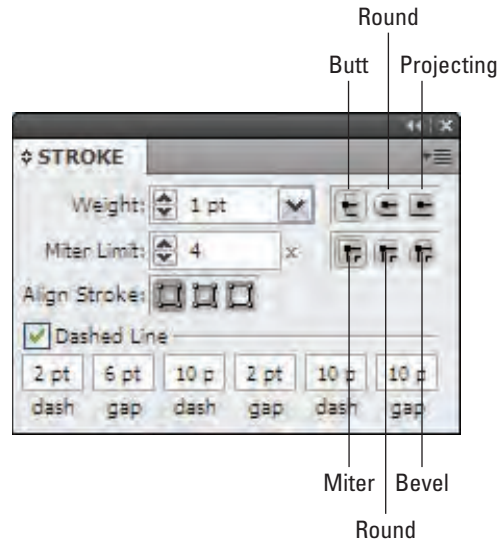 Round
Butt Projecting
STROKE
Weight: 1 pt
Miter Limit: 4 x
Align Stroke:
Dashed Line
2 pt 6 pt 10 p 2 pt 10 p 10 p
dash gap dash gap dash gap
Miter Bevel
Round